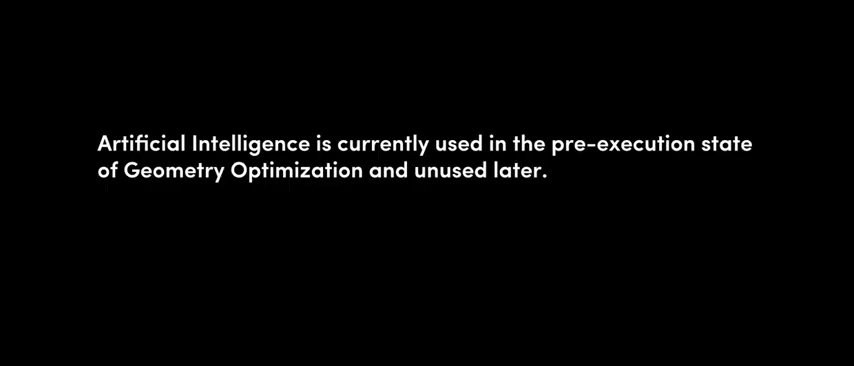 Artificial Intelligence is currently used in the pre-execution state
of Geometry Optimization and unused later.